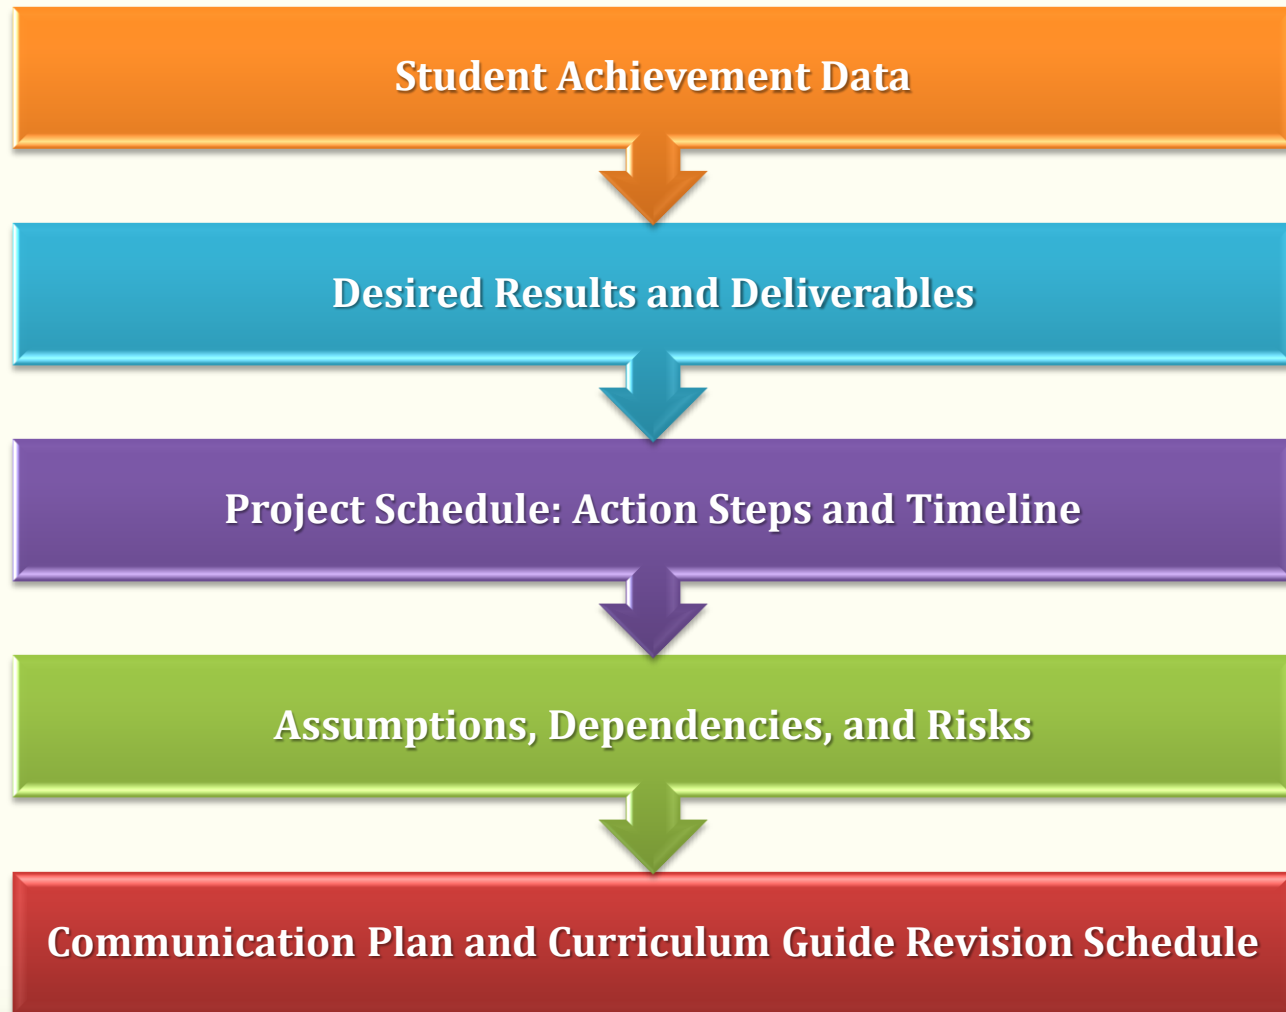 Student Achievement Data
Desired Results and Deliverables
Project Schedule: Action Steps and Timeline
Assumptions, Dependencies, and Risks
Communication Plan and Curriculum Guide Revision Schedule